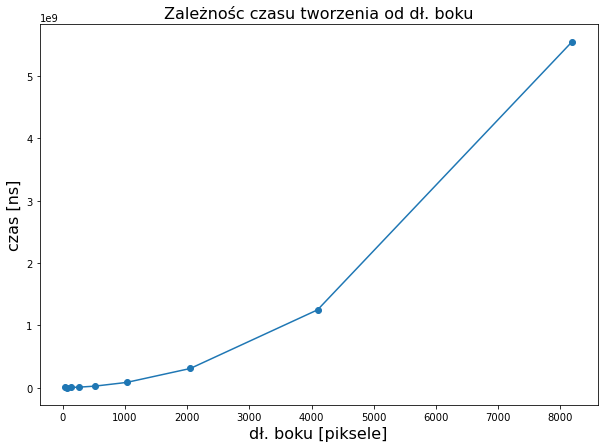 Zależnośc czasu tworzenia od dł. boku
1e9
5
4
3
2
1
0
czas [ns]
0 1000 2000 3000 4000 5000 6000 7000 8000
dł. boku [piksele]